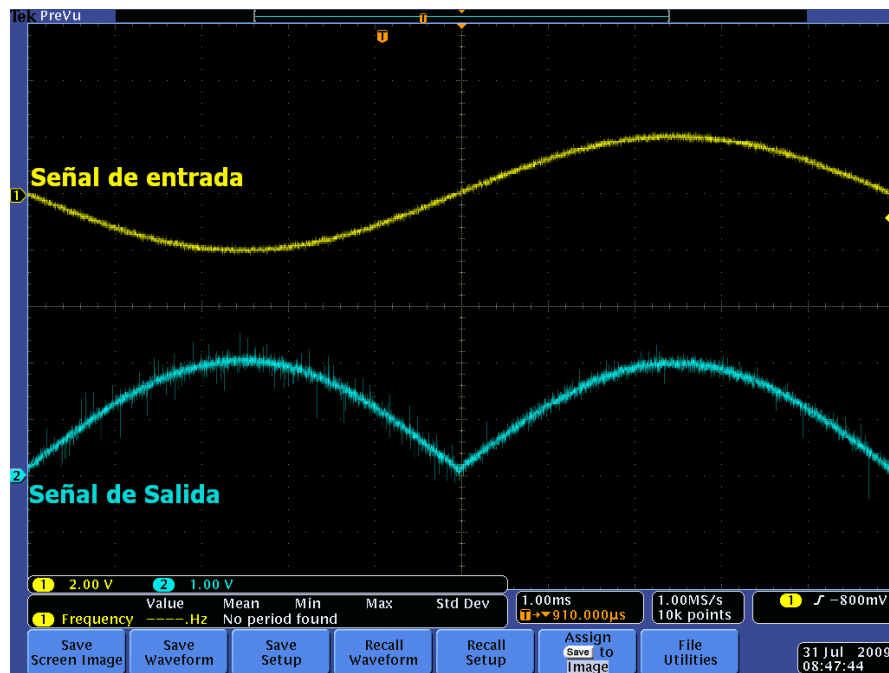 Tek PreVu
T
T
Señal de entrada
1
2
Señal de Salida
1 2.00 V 2 1.00 V
Value Mean Min Max Std Dev
1 Frequency ----.Hz No period found
1.00ms
T→▼910.000µs
1.00MS/s
10k points
1 ʃ −800mV
Save
Screen Image
Save
Waveform
Save
Setup
Recall
Waveform
Recall
Setup
Assign
Save to
Image
File
Utilities
31 Jul 2009
08:47:44